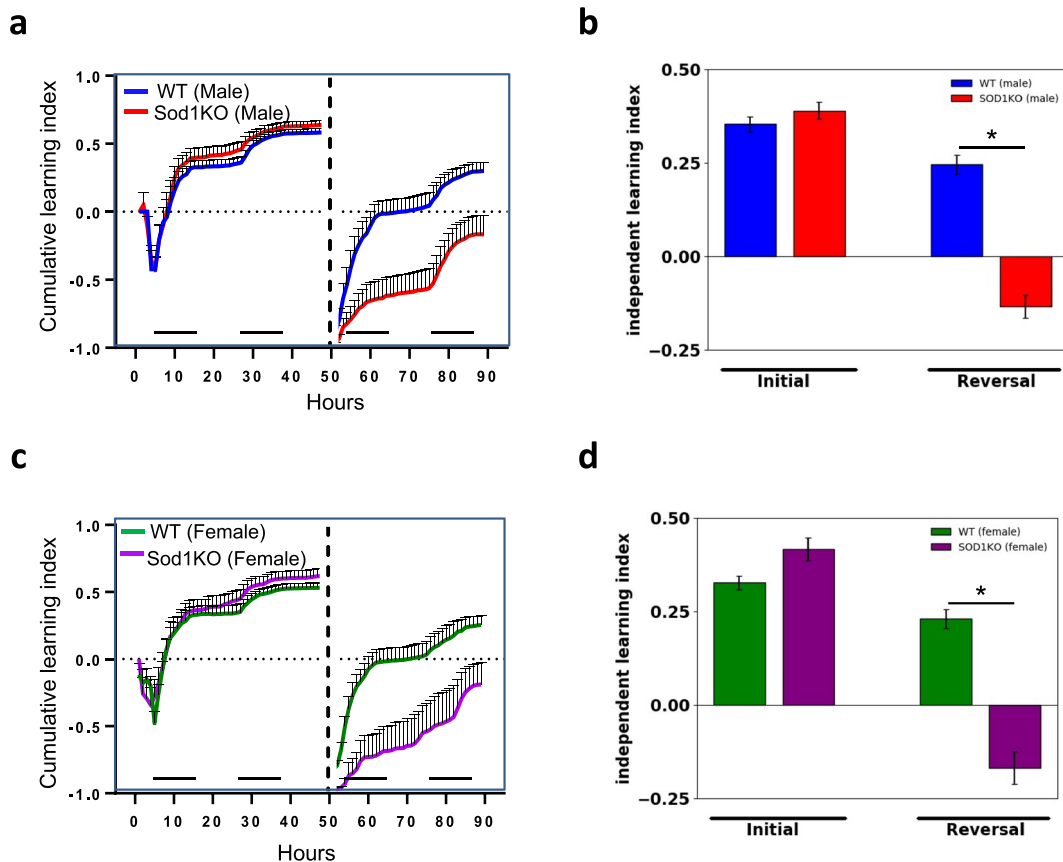 a
Cumulative learning index
1.0
0.5
0.0
-0.5
-1.0
WT (Male)
Sod1KO (Male)
0 10 20 30 40 50 60 70 80 90
Hours
b
independent learning index
0.50
0.25
0.00
−0.25
WT (male)
SOD1KO (male)
*
Initial Reversal
c
Cumulative learning index
1.0
0.5
0.0
-0.5
-1.0
WT (Female)
Sod1KO (Female)
0 10 20 30 40 50 60 70 80 90
Hours
d
independent learning index
0.50
0.25
0.00
−0.25
WT (female)
SOD1KO (female)
*
Initial Reversal